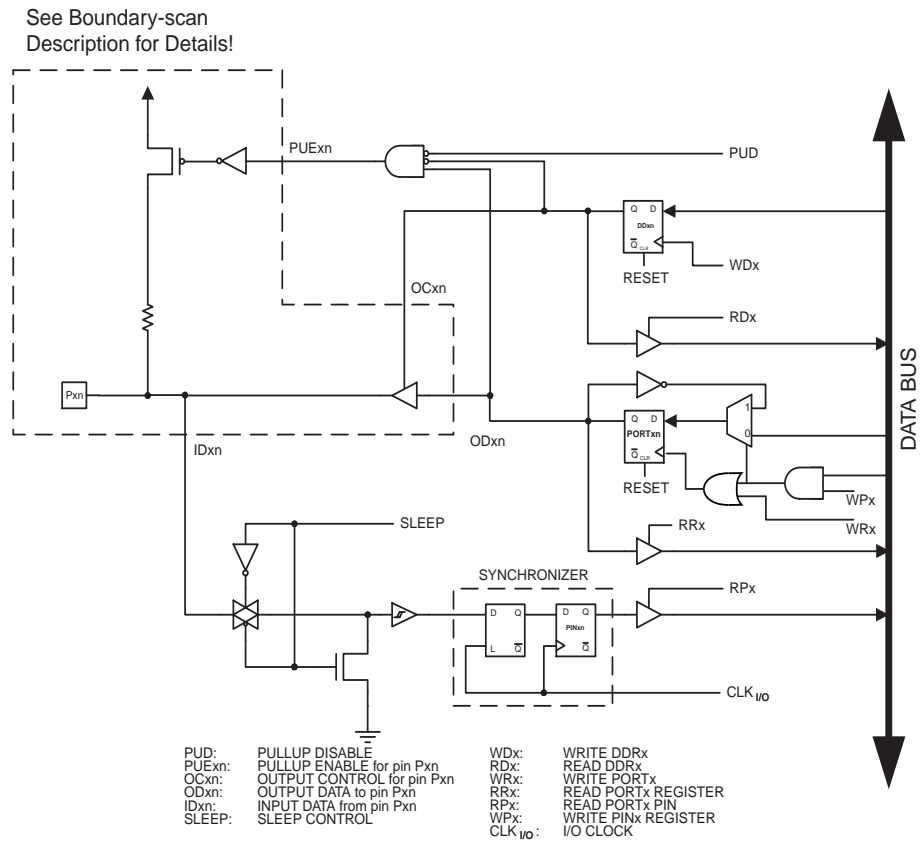 See Boundary-scan
Description for Details!
PUExn
PUD
Q D
DDxn
Q CLR
WDx
RESET
OCxn
RDx
Pxn
1
0
Q D
PORTxn
Q CLR
ODxn
IDxn
RESET
WPx
WRx
RRx
SLEEP
SYNCHRONIZER
RPx
D Q
L Q
D Q
PINxn
Q
CLK I/O
DATA BUS
PUD: PULLUP DISABLE
PUExn: PULLUP ENABLE for pin Pxn
OCxn: OUTPUT CONTROL for pin Pxn
ODxn: OUTPUT DATA to pin Pxn
IDxn: INPUT DATA from pin Pxn
SLEEP: SLEEP CONTROL
WDx: WRITE DDRx
RDx: READ DDRx
WRx: WRITE PORTx
RRx: READ PORTx REGISTER
RPx: READ PORTx PIN
WPx: WRITE PINx REGISTER
CLK I/O: I/O CLOCK